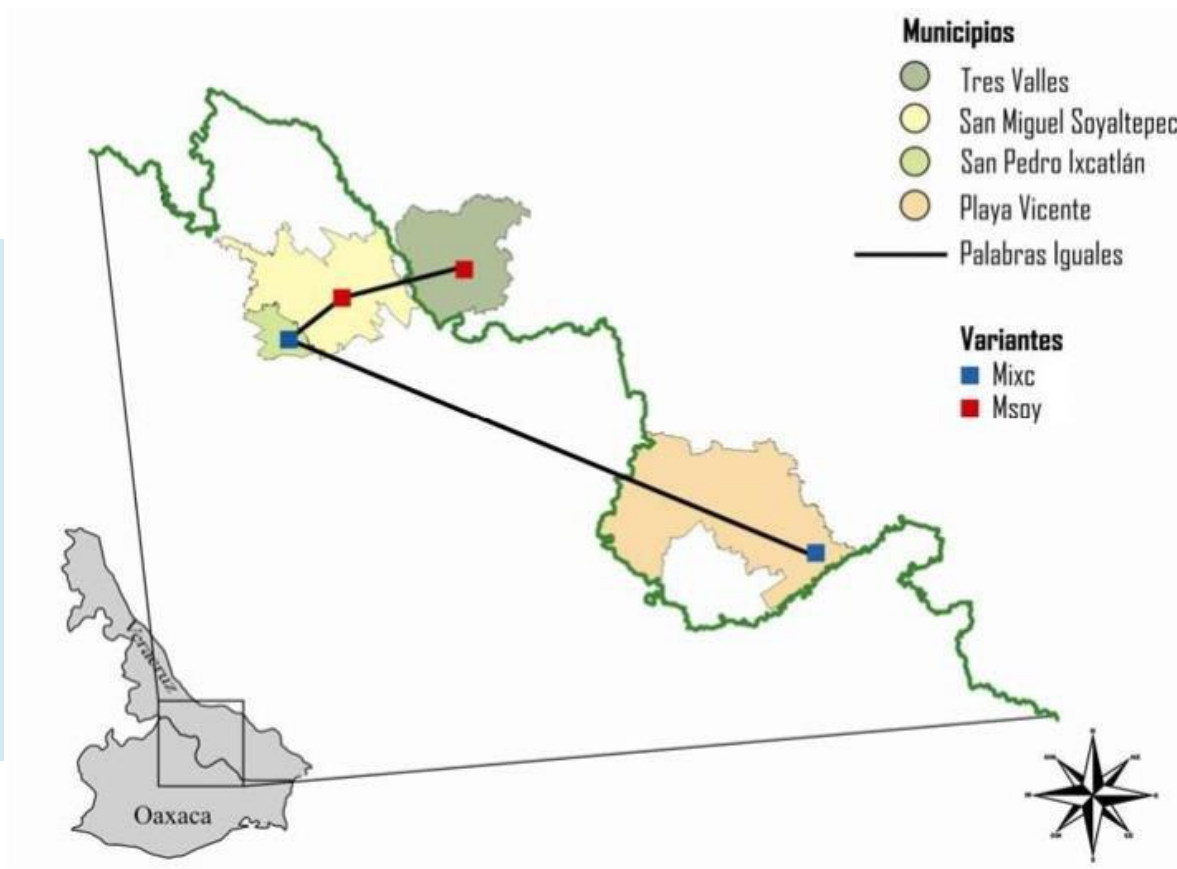 Municipios
Tres Valles
San Miguel Soyaltepec
San Pedro Ixcatlán
Playa Vicente
Palabras Iguales
Variantes
Mixc
Msoy
Veracruz
Oaxaca